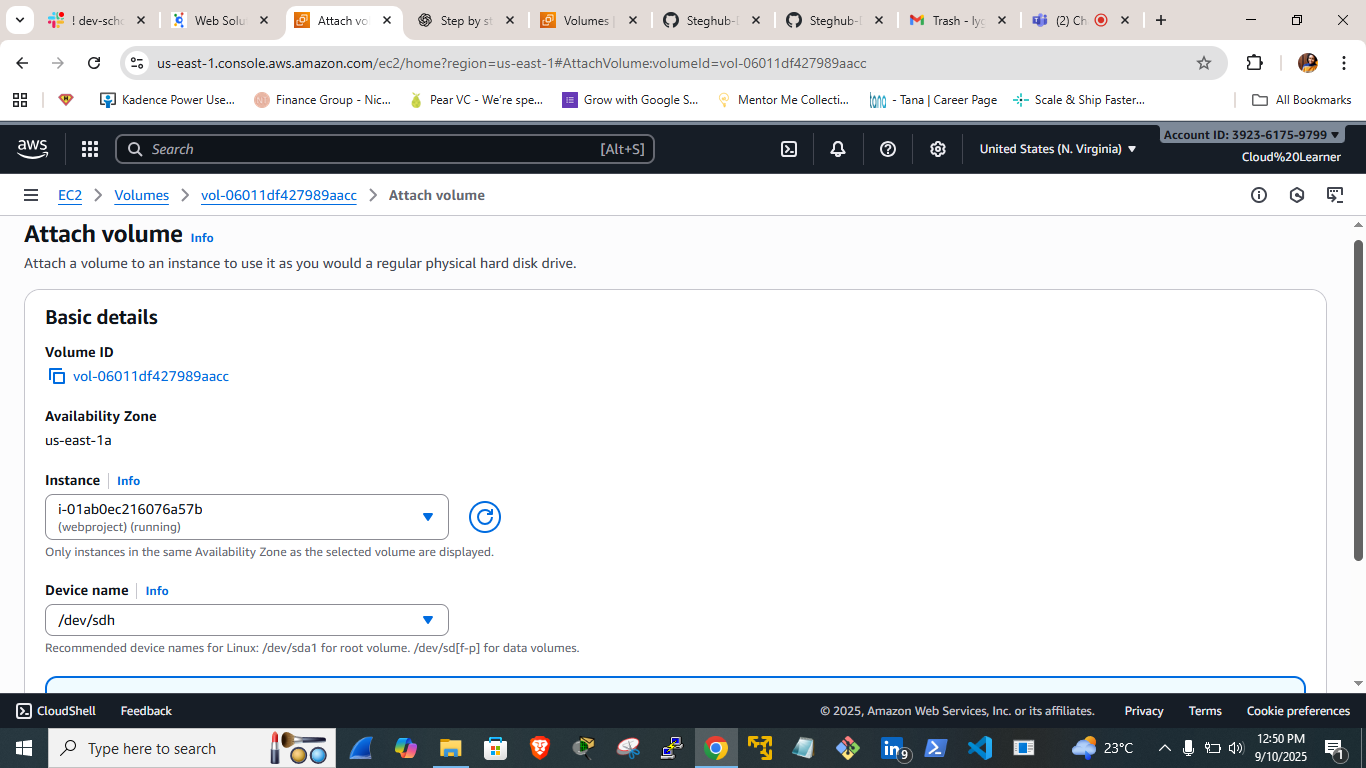 ! dev-scho
Web Solu
Attach vo
Step by st
Volumes |
Steghub-L
Steghub-L
Trash - lyg
(2) Ch
us-east-1.console.aws.amazon.com/ec2/home?region=us-east-1#AttachVolume:volumeId=vol-06011df427989aacc
Kadence Power Use...
Finance Group - Nic...
Pear VC - We're spe...
Grow with Google S...
Mentor Me Collecti...
- Tana | Career Page
Scale & Ship Faster...
All Bookmarks
aws
Search
[Alt+S]
United States (N. Virginia)
Account ID: 3923-6175-9799
Cloud%20Learner
EC2
Volumes
vol-06011df427989aacc
Attach volume
Attach volume Info
Attach a volume to an instance to use it as you would a regular physical hard disk drive.
Basic details
Volume ID
vol-06011df427989aacc
Availability Zone
us-east-1a
Instance Info
i-01ab0ec216076a57b
(webproject) (running)
Only instances in the same Availability Zone as the selected volume are displayed.
Device name Info
/dev/sdh
Recommended device names for Linux: /dev/sda1 for root volume. /dev/sd[f-p] for data volumes.
CloudShell
Feedback
© 2025, Amazon Web Services, Inc. or its affiliates.
Privacy
Terms
Cookie preferences
Type here to search
9
23°C
12:50 PM
9/10/2025
1